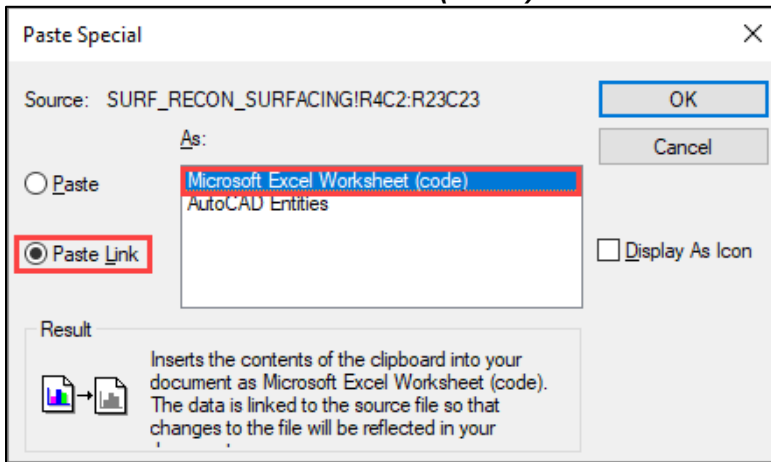 Paste Special
Source: SURF_RECON_SURFACING!R4C2:R23C23
As:
OK
Cancel
Paste
Microsoft Excel Worksheet (code)
AutoCAD Entities
Paste Link
Display As Icon
Result
Inserts the contents of the clipboard into your
document as Microsoft Excel Worksheet (code).
The data is linked to the source file so that
changes to the file will be reflected in your